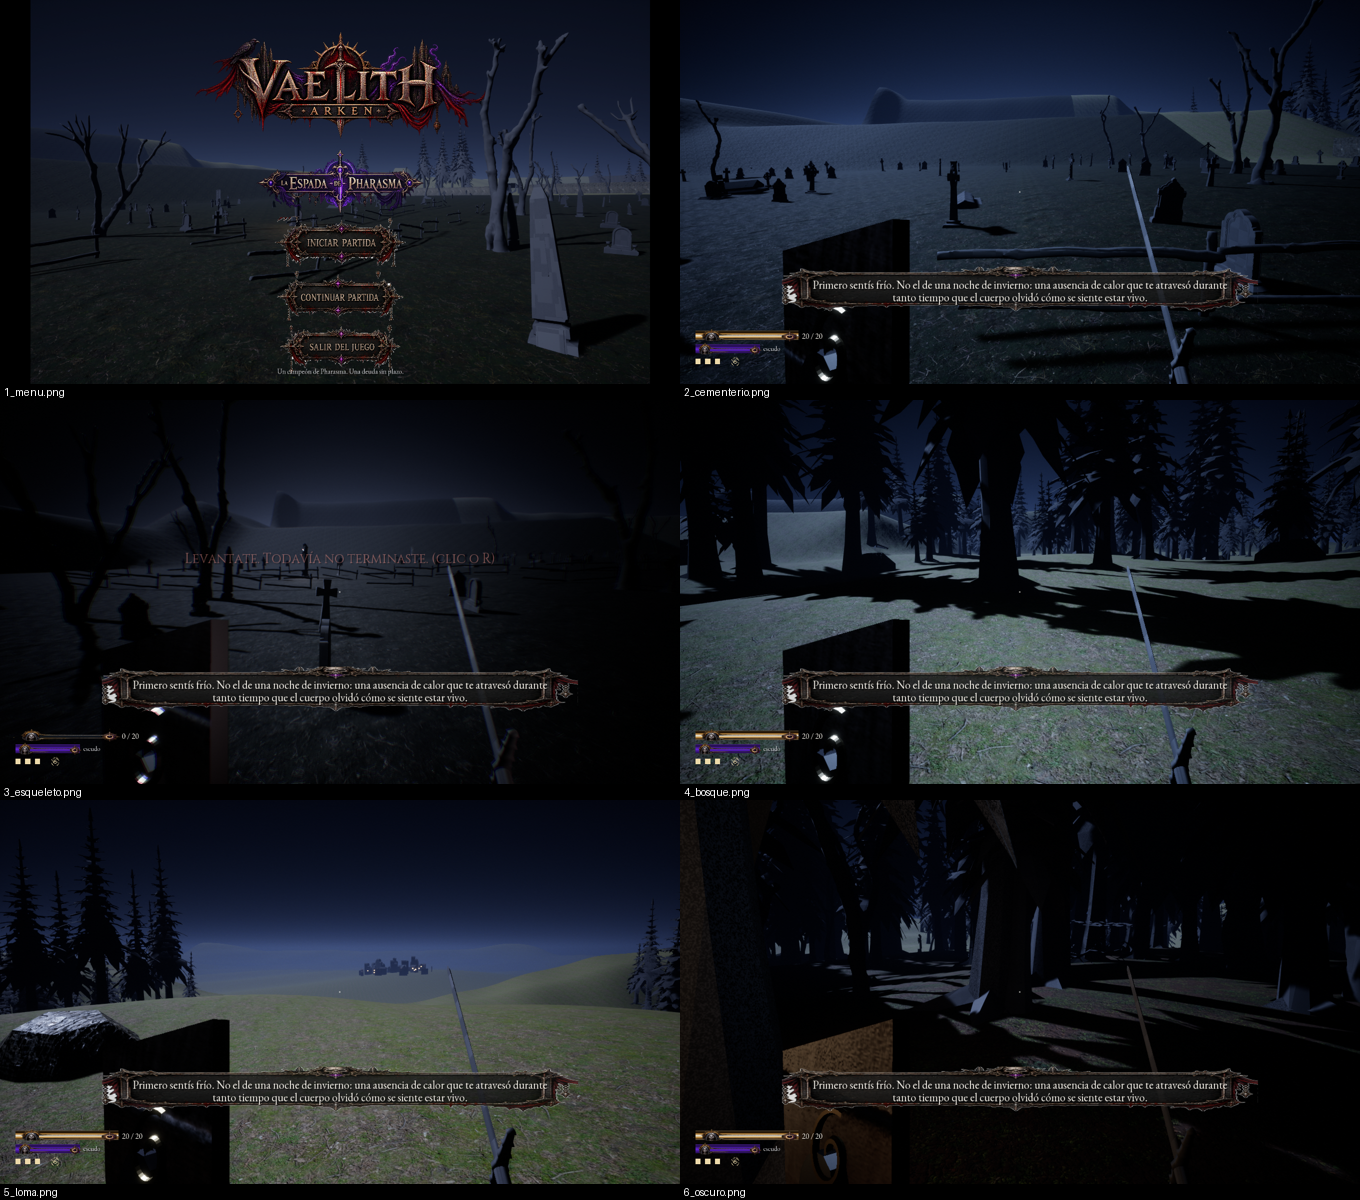 VAELITH
ARKEN
LA ESPADA DE PHARASMA
INICIAR PARTIDA
CONTINUAR PARTIDA
SALIR DEL JUEGO
Un campeón de Pharasma. Una deuda sin plazo.
1_menu.png
Primero sentís frío. No el de una noche de invierno: una ausencia de calor que te atravesó durante
tanto tiempo que el cuerpo olvidó cómo se siente estar vivo.
20 / 20
escudo
2_cementerio.png
Levantate. Todavía no terminaste. (clic o R)
Primero sentís frío. No el de una noche de invierno: una ausencia de calor que te atravesó durante
tanto tiempo que el cuerpo olvidó cómo se siente estar vivo.
0 / 20
escudo
3_esqueleto.png
Primero sentís frío. No el de una noche de invierno: una ausencia de calor que te atravesó durante
tanto tiempo que el cuerpo olvidó cómo se siente estar vivo.
20 / 20
escudo
4_bosque.png
Primero sentís frío. No el de una noche de invierno: una ausencia de calor que te atravesó durante
tanto tiempo que el cuerpo olvidó cómo se siente estar vivo.
20 / 20
escudo
5_loma.png
Primero sentís frío. No el de una noche de invierno: una ausencia de calor que te atravesó durante
tanto tiempo que el cuerpo olvidó cómo se siente estar vivo.
20 / 20
escudo
6_oscuro.png